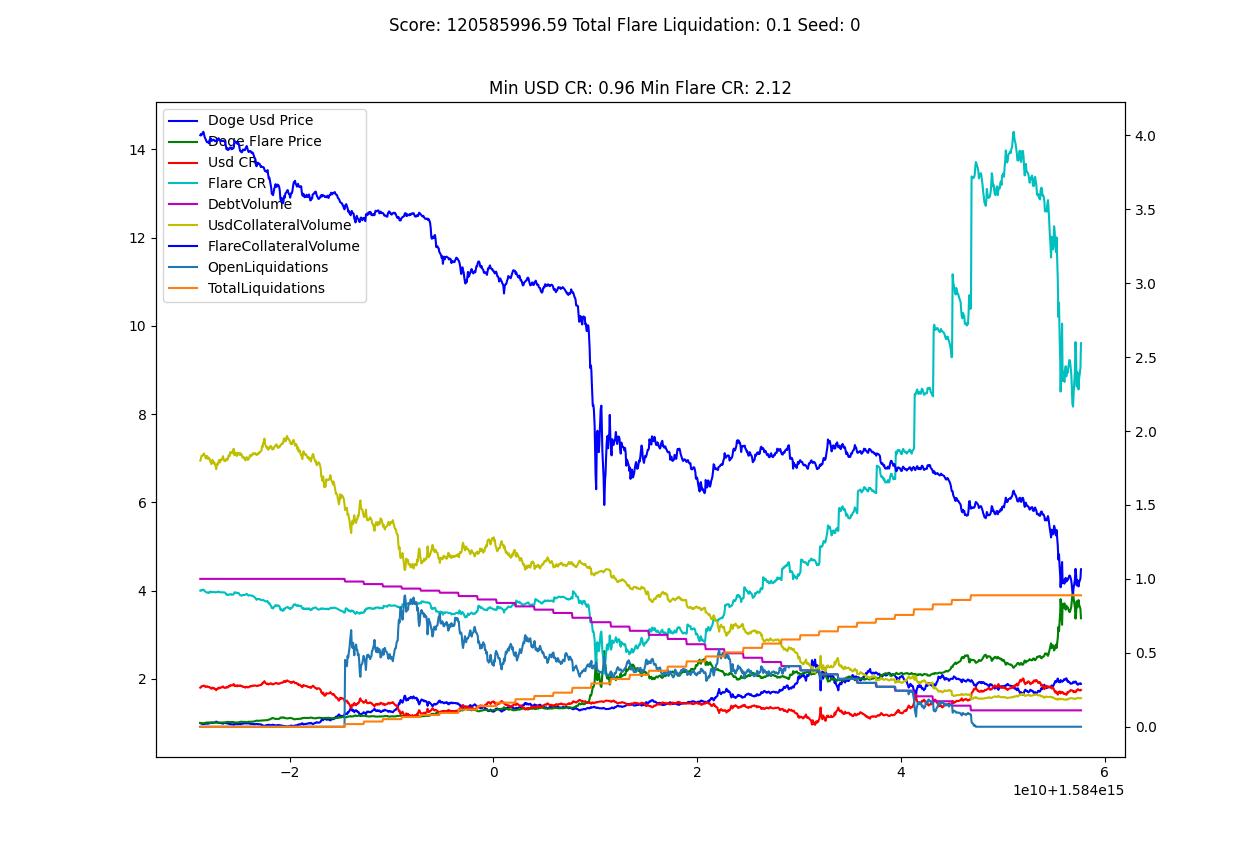 Score: 120585996.59 Total Flare Liquidation: 0.1 Seed: 0
Min USD CR: 0.96 Min Flare CR: 2.12
Doge Usd Price
Doge Flare Price
Usd CR
Flare CR
DebtVolume
UsdCollateralVolume
FlareCollateralVolume
OpenLiquidations
TotalLiquidations
14
12
10
8
6
4
2
4.0
3.5
3.0
2.5
2.0
1.5
1.0
0.5
0.0
−2
0
2
4
6
1e10+1.584e15